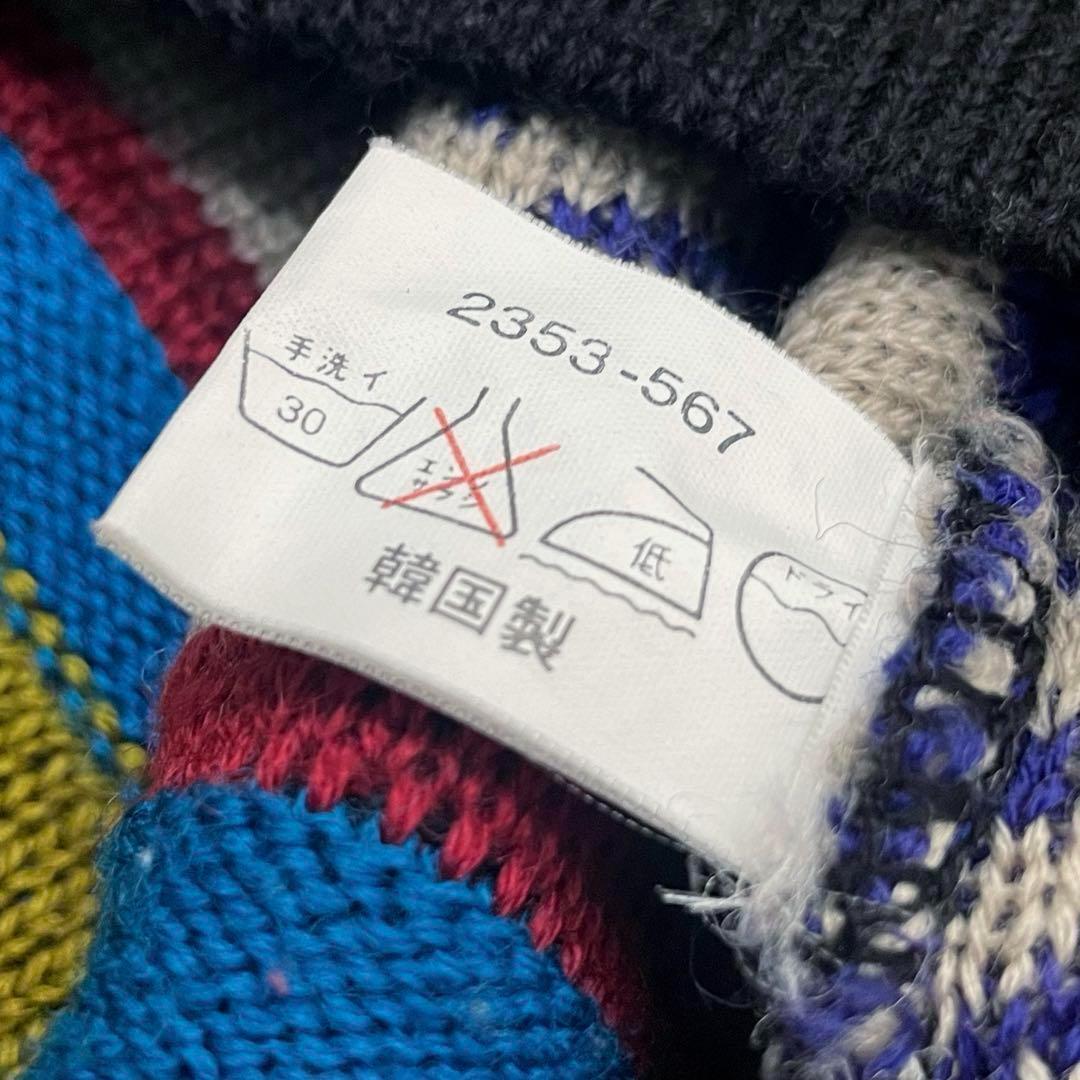 2353-567
手洗イ
30
エンソ
サラシ
低
ドライ
韓国製